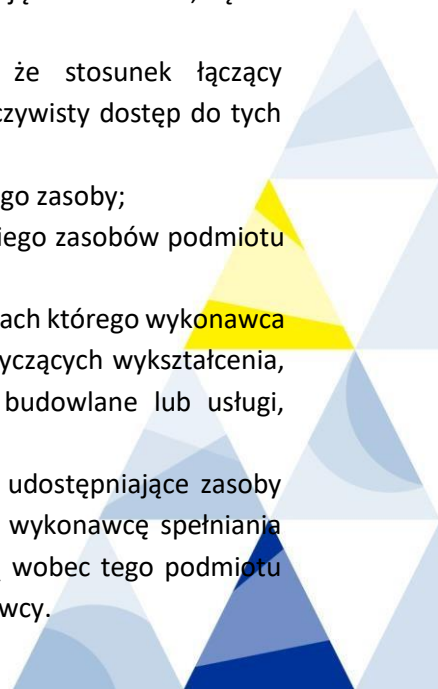 że stosunek łączący
czywisty dostęp do tych
go zasoby;
iego zasobów podmiotu
ach którego wykonawca
yczących wykształcenia,
budowlane lub usługi,
udostępniające zasoby
wykonawcę spełniania
wobec tego podmiotu
wcy.